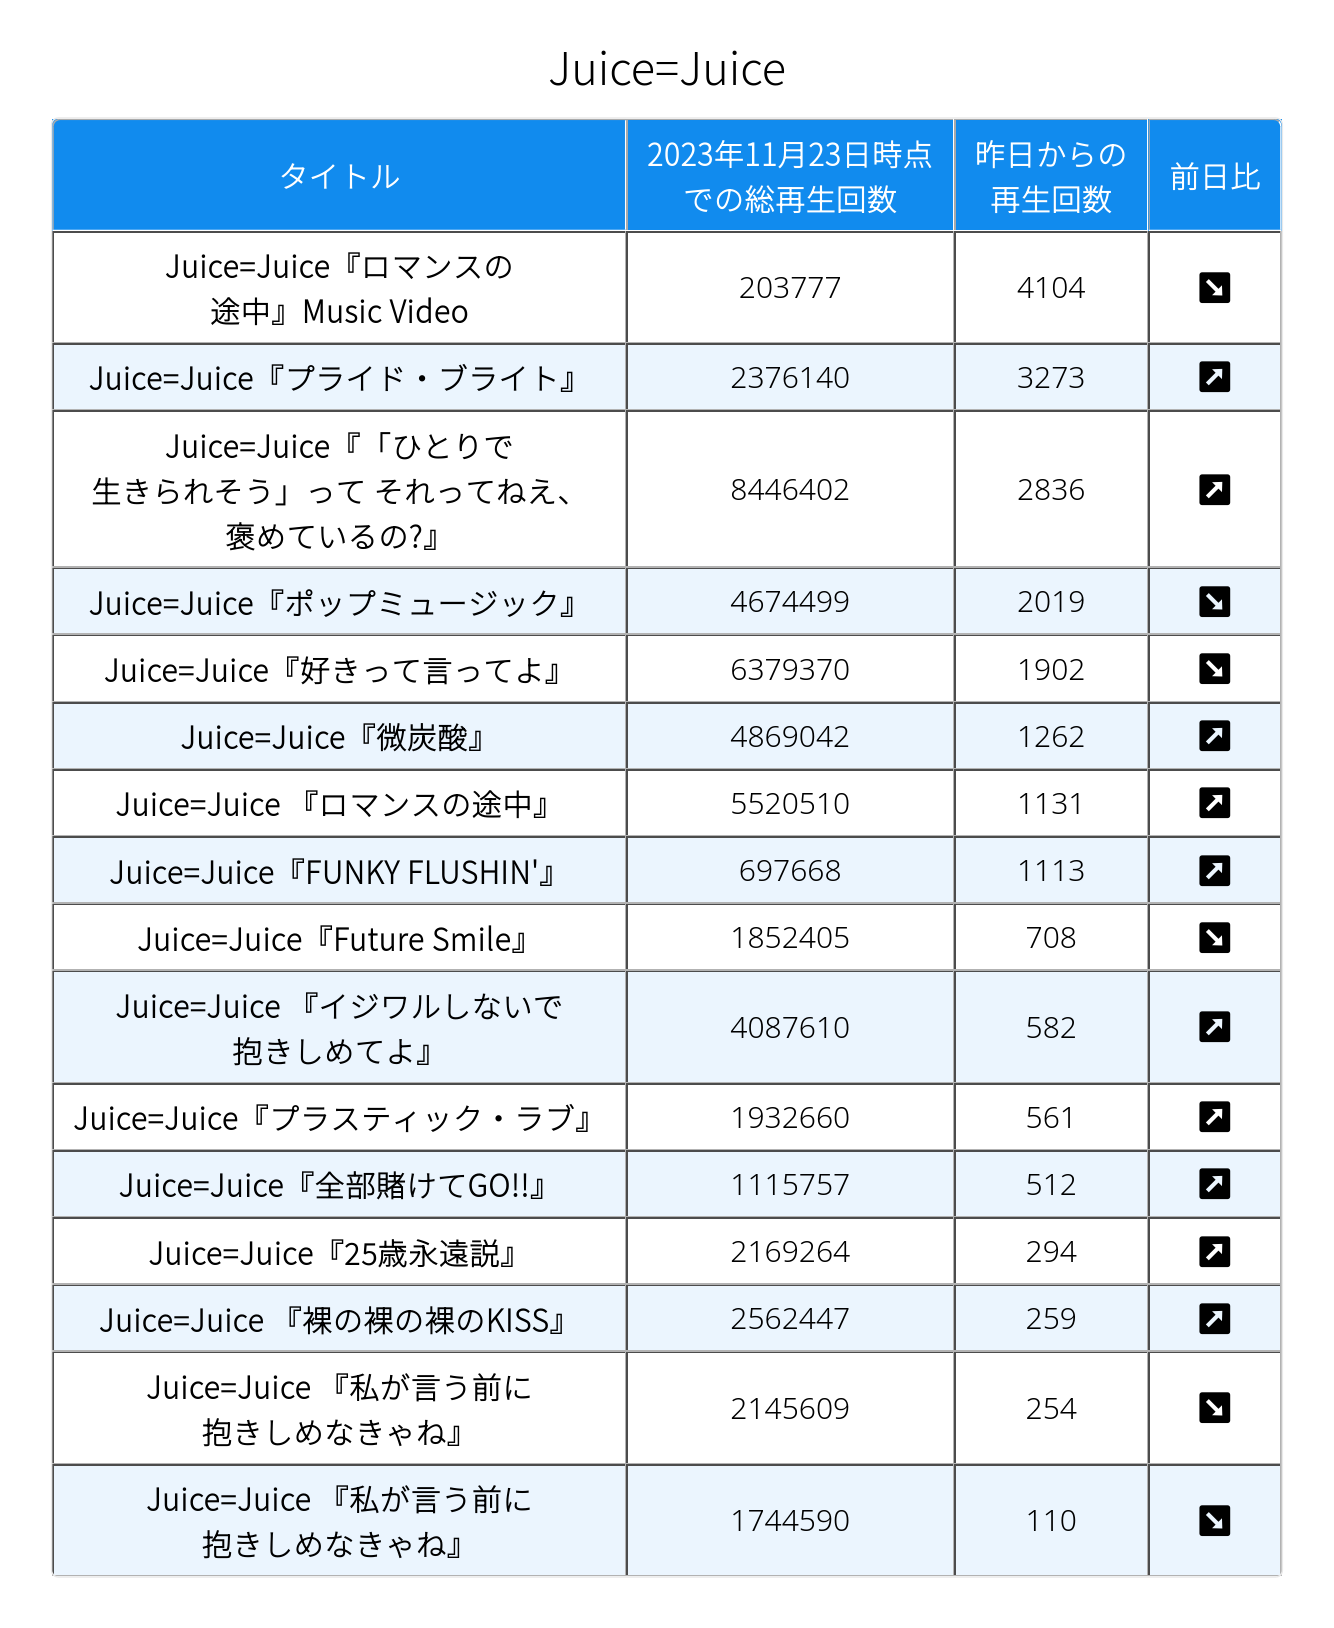 Juice=Juice
タイトル
2023年11月23日時点
での総再生回数
昨日からの
再生回数
前日比
Juice=Juice『ロマンスの
途中』Music Video
203777
4104
Juice=Juice『プライド・ブライト』
2376140
3273
Juice=Juice『「ひとりで
生きられそう」って それってねえ、
褒めているの?』
8446402
2836
Juice=Juice『ポップミュージック』
4674499
2019
Juice=Juice『好きって言ってよ』
6379370
1902
Juice=Juice『微炭酸』
4869042
1262
Juice=Juice 『ロマンスの途中』
5520510
1131
Juice=Juice『FUNKY FLUSHIN'』
697668
1113
Juice=Juice『Future Smile』
1852405
708
Juice=Juice 『イジワルしないで
抱きしめてよ』
4087610
582
Juice=Juice『プラスティック・ラブ』
1932660
561
Juice=Juice『全部賭けてGO!!』
1115757
512
Juice=Juice『25歳永遠説』
2169264
294
Juice=Juice 『裸の裸の裸のKISS』
2562447
259
Juice=Juice 『私が言う前に
抱きしめなきゃね』
2145609
254
Juice=Juice 『私が言う前に
抱きしめなきゃね』
1744590
110